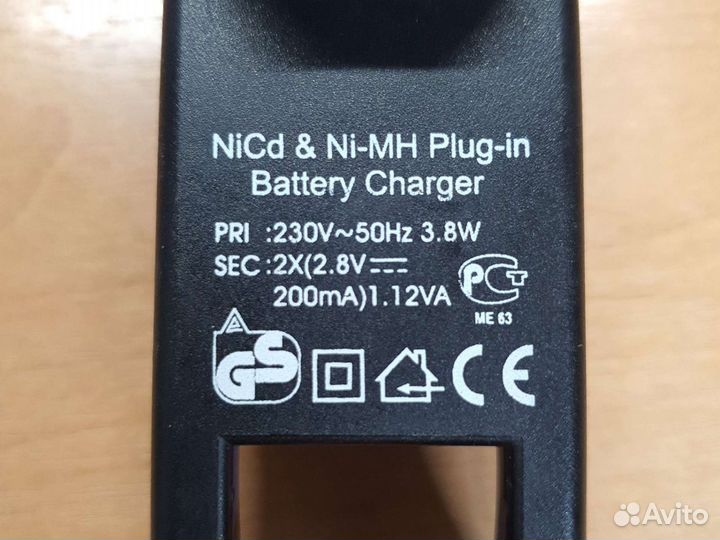 NiCd & Ni-MH Plug-in
Battery Charger
PRI :230V~50Hz 3.8W
SEC :2X(2.8V⎓
200mA)1.12VA
РСТ
ME 63
GS
CE
Avito